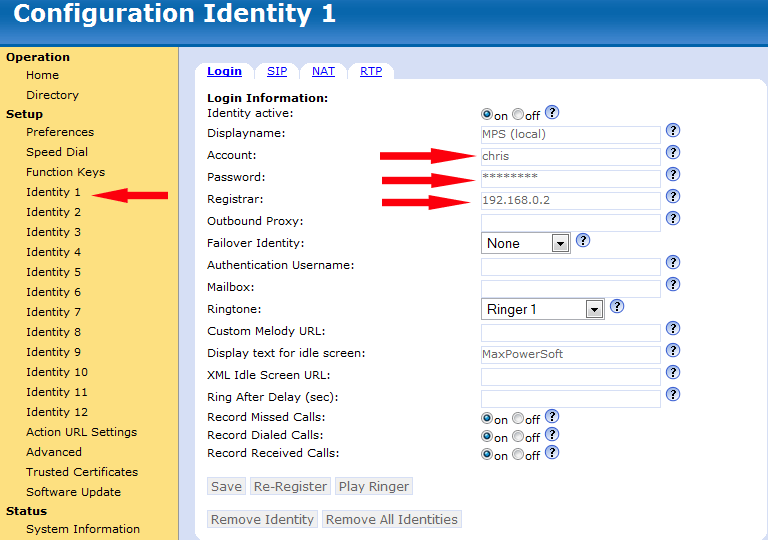 Configuration Identity 1
Operation
Home
Directory
Setup
Preferences
Speed Dial
Function Keys
Identity 1
Identity 2
Identity 3
Identity 4
Identity 5
Identity 6
Identity 7
Identity 8
Identity 9
Identity 10
Identity 11
Identity 12
Action URL Settings
Advanced
Trusted Certificates
Software Update
Status
System Information
Login SIP NAT RTP
Login Information:
Identity active: on off ?
Displayname: MPS (local) ?
Account: chris ?
Password: ******** ?
Registrar: 192.168.0.2 ?
Outbound Proxy: ?
Failover Identity: None ?
Authentication Username: ?
Mailbox: ?
Ringtone: Ringer 1 ?
Custom Melody URL: ?
Display text for idle screen: MaxPowerSoft ?
XML Idle Screen URL: ?
Ring After Delay (sec): ?
Record Missed Calls: on off ?
Record Dialed Calls: on off ?
Record Received Calls: on off ?
Save Re-Register Play Ringer
Remove Identity Remove All Identities